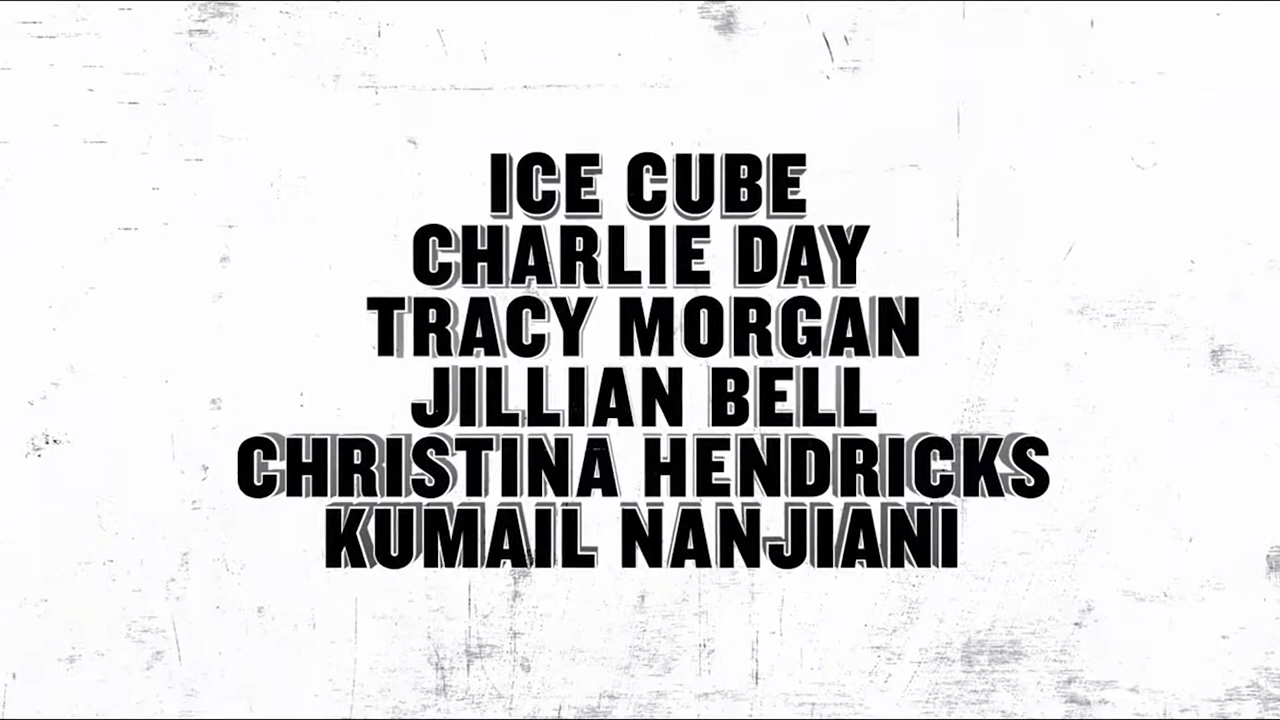 ICE CUBE
CHARLIE DAY
TRACY MORGAN
JILLIAN BELL
CHRISTINA HENDRICKS
KUMAIL NANJIANI